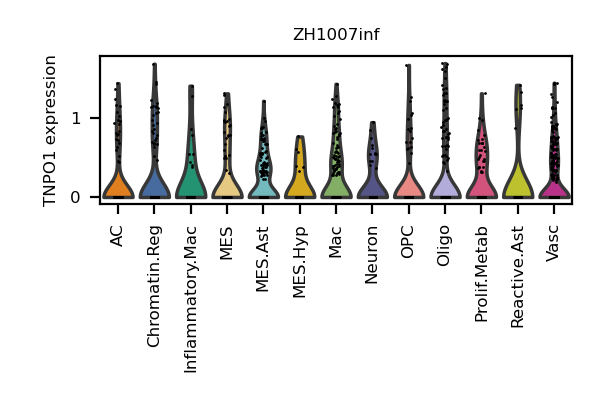 ZH1007inf
TNPO1 expression
1
0
AC
Chromatin.Reg
Inflammatory.Mac
MES
MES.Ast
MES.Hyp
Mac
Neuron
OPC
Oligo
Prolif.Metab
Reactive.Ast
Vasc